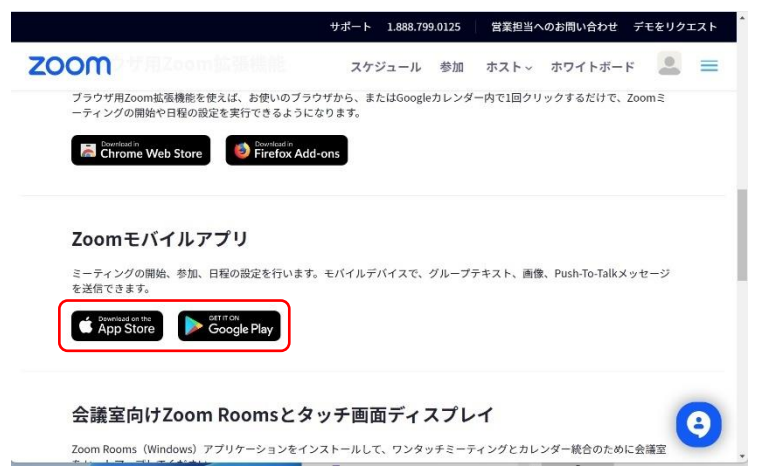 サポート 1.888.799.0125 営業担当へのお問い合わせ デモをリクエスト
zoom スケジュール 参加 ホスト ホワイトボード
ブラウザ用Zoom拡張機能を使えば、お使いのブラウザから、またはGoogleカレンダー内で1回クリックするだけで、Zoomミ
ーティングの開始や日程の設定を実行できるようになります。
Download in
Chrome Web Store
Download in
Firefox Add-ons
Zoomモバイルアプリ
ミーティングの開始、参加、日程の設定を行います。モバイルデバイスで、グループテキスト、画像、Push-To-Talkメッセージ
を送信できます。
Download on the
App Store
GET IT ON
Google Play
会議室向けZoom Roomsとタッチ画面ディスプレイ
Zoom Rooms（Windows）アプリケーションをインストールして、ワンタッチミーティングとカレンダー統合のために会議室